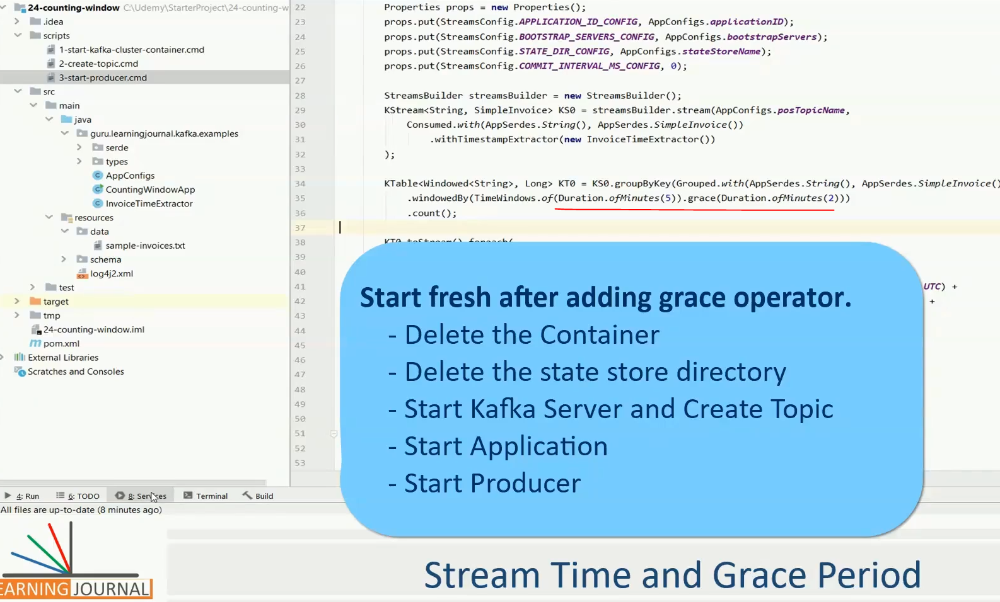 24-counting-window C:\Udemy\StarterProject\24-counting-w
.idea
scripts
1-start-kafka-cluster-container.cmd
2-create-topic.cmd
3-start-producer.cmd
src
main
java
guru.learningjournal.kafka.examples
serde
types
AppConfigs
CountingWindowApp
InvoiceTimeExtractor
resources
data
sample-invoices.txt
schema
log4j2.xml
test
target
tmp
24-counting-window.iml
pom.xml
External Libraries
Scratches and Consoles
22 Properties props = new Properties();
23 props.put(StreamsConfig.APPLICATION_ID_CONFIG, AppConfigs.applicationID);
24 props.put(StreamsConfig.BOOTSTRAP_SERVERS_CONFIG, AppConfigs.bootstrapServers);
25 props.put(StreamsConfig.STATE_DIR_CONFIG, AppConfigs.stateStoreName);
26 props.put(StreamsConfig.COMMIT_INTERVAL_MS_CONFIG, 0);
27
28 StreamsBuilder streamsBuilder = new StreamsBuilder();
29 KStream<String, SimpleInvoice> KS0 = streamsBuilder.stream(AppConfigs.posTopicName,
30 Consumed.with(AppSerdes.String(), AppSerdes.SimpleInvoice())
31 .withTimestampExtractor(new InvoiceTimeExtractor())
32 );
33
34 KTable<Windowed<String>, Long> KT0 = KS0.groupByKey(Grouped.with(AppSerdes.String(), AppSerdes.SimpleInvoice()
35 .windowedBy(TimeWindows.of(Duration.ofMinutes(5)).grace(Duration.ofMinutes(2)))
36 .count();
37
38 KT0.toStream().foreach(
39
40
41 UTC) +
42 +
43
44
45
46
47
48
49
50
51
52
53
Start fresh after adding grace operator.
- Delete the Container
- Delete the state store directory
- Start Kafka Server and Create Topic
- Start Application
- Start Producer
4: Run 6: TODO 8: Services Terminal Build
All files are up-to-date (8 minutes ago)
EARNING JOURNAL
Stream Time and Grace Period